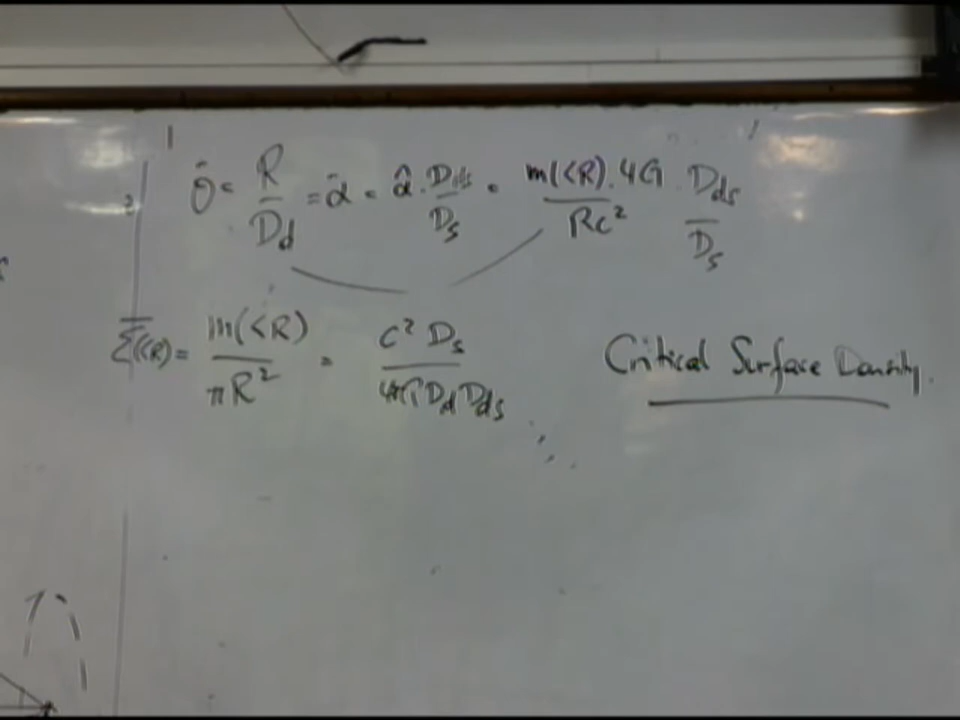 θ̂ = R/D_d = α̂ = α̂ · D_ds/D_s = m(<R) · 4G/Rc² D_ds/D_s
Σ̅(<R) = m(<R)/πR² = c² D_s/4πG D_d D_ds Critical Surface Density.